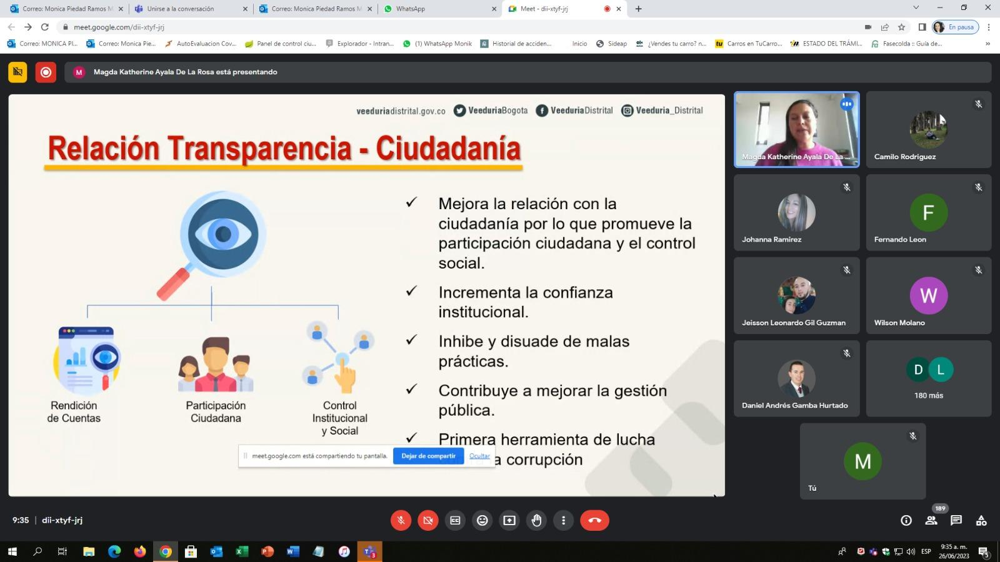 Correo: Monica Piedad Ramos M
Unirse a la conversación
Correo: Monica Piedad Ramos M
WhatsApp
Meet - dii-xtyf-jrj
meet.google.com/dii-xtyf-jrj
En pausa
Correo: MONICA PI...
Correo: Monica Pie...
AutoEvaluacion Cov...
Panel de control ciu...
Explorador - Intran...
(1) WhatsApp Monik
Historial de acciden...
Inicio
Sideap
¿Vendes tu carro? n...
tu
Carros en TuCarro...
ESTADO DEL TRÁMI...
Fasecolda :: Guía de...
»
M
Magda Katherine Ayala De La Rosa está presentando
veeduriadistrital.gov.co VeeduriaBogota VeeduriaDistrital Veeduria_Distrital
Relación Transparencia - Ciudadanía
Mejora la relación con la
ciudadanía por lo que promueve la
participación ciudadana y el control
social.
Incrementa la confianza
institucional.
Inhibe y disuade de malas
prácticas.
Contribuye a mejorar la gestión
pública.
Primera herramienta de lucha
a corrupción
Rendición
de Cuentas
Participación
Ciudadana
Control
Institucional
y Social
meet.google.com está compartiendo tu pantalla.
Dejar de compartir
Ocultar
Magda Katherine Ayala De La ...
Camilo Rodriguez
Johanna Ramirez
F
Fernando Leon
Jeisson Leonardo Gil Guzman
W
Wilson Molano
Daniel Andrés Gamba Hurtado
D L
180 más
M
Tú
9:35 | dii-xtyf-jrj
189
ESP
9:35 a. m.
26/06/2023
3
5